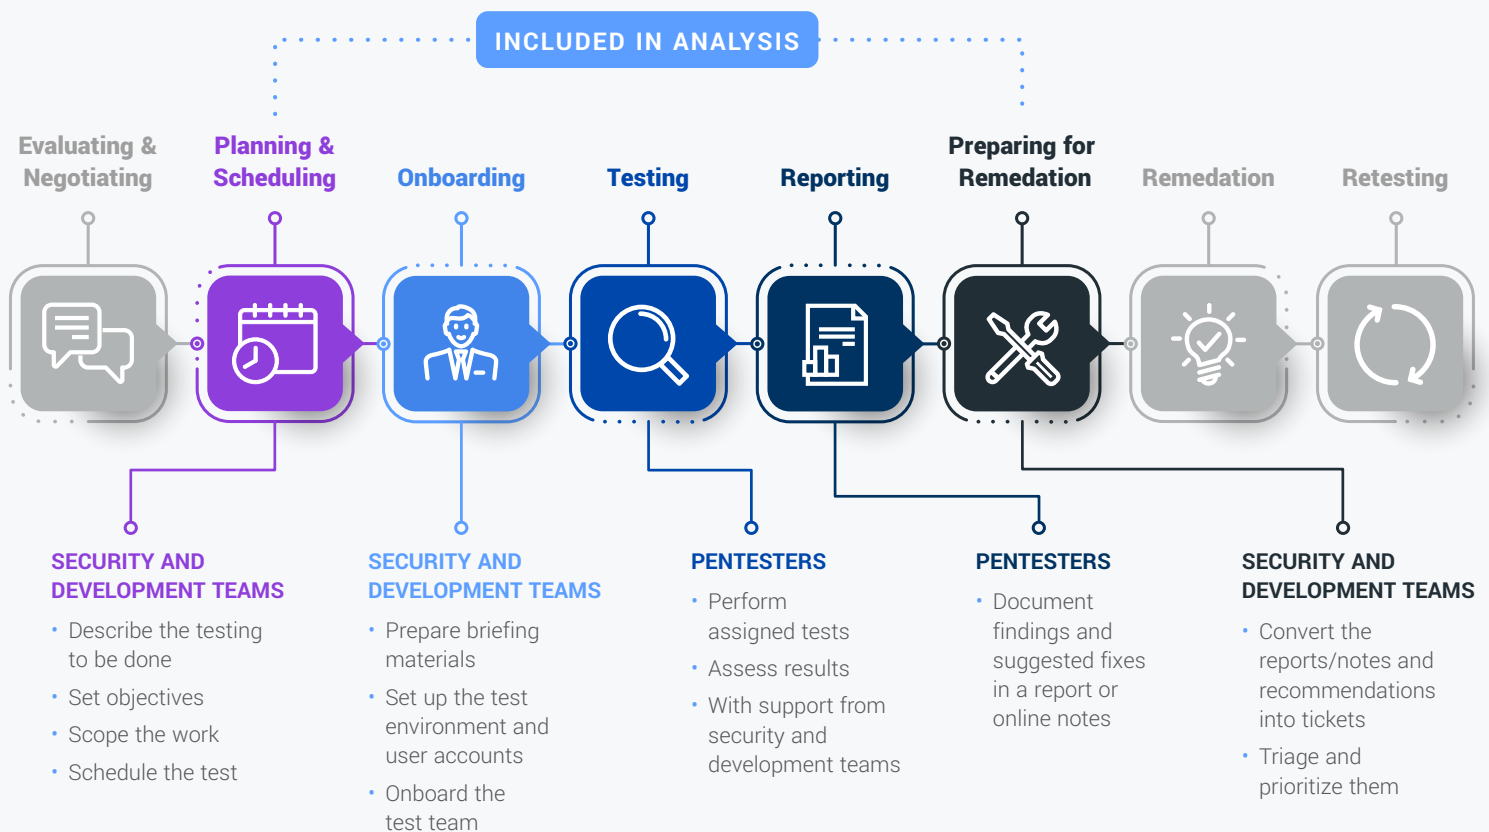 INCLUDED IN ANALYSIS
Evaluating &
Negotiating
Planning &
Scheduling
Onboarding
Testing
Reporting
Preparing for
Remedation
Remedation
Retesting
SECURITY AND
DEVELOPMENT TEAMS
• Describe the testing
to be done
• Set objectives
• Scope the work
• Schedule the test
SECURITY AND
DEVELOPMENT TEAMS
• Prepare briefing
materials
• Set up the test
environment and
user accounts
• Onboard the
test team
PENTESTERS
• Perform
assigned tests
• Assess results
• With support from
security and
development teams
PENTESTERS
• Document
findings and
suggested fixes
in a report or
online notes
SECURITY AND
DEVELOPMENT TEAMS
• Convert the
reports/notes and
recommendations
into tickets
• Triage and
prioritize them